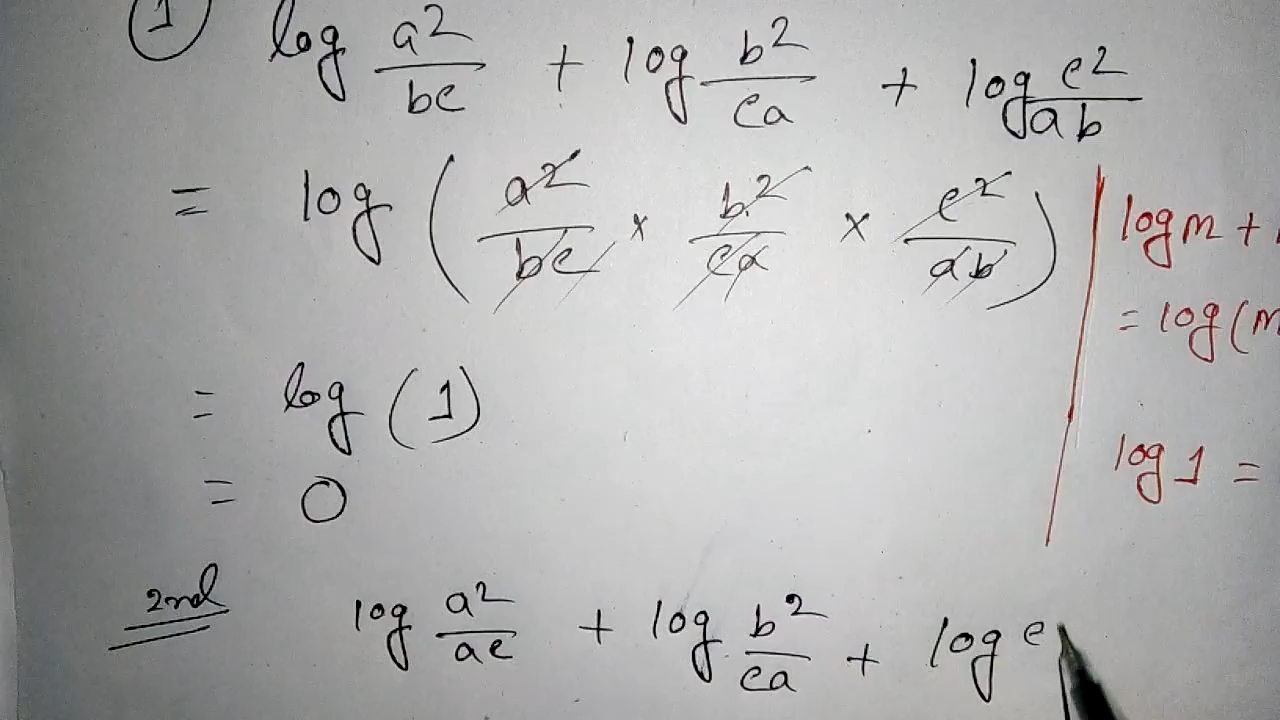 ① log a²/bc + log b²/ca + log c²/ab
= log (a²/bc × b²/ca × c²/ab)
log m +
= log(m
= log (1)
log 1 =
= 0
2nd log a²/ac + log b²/ca + log c